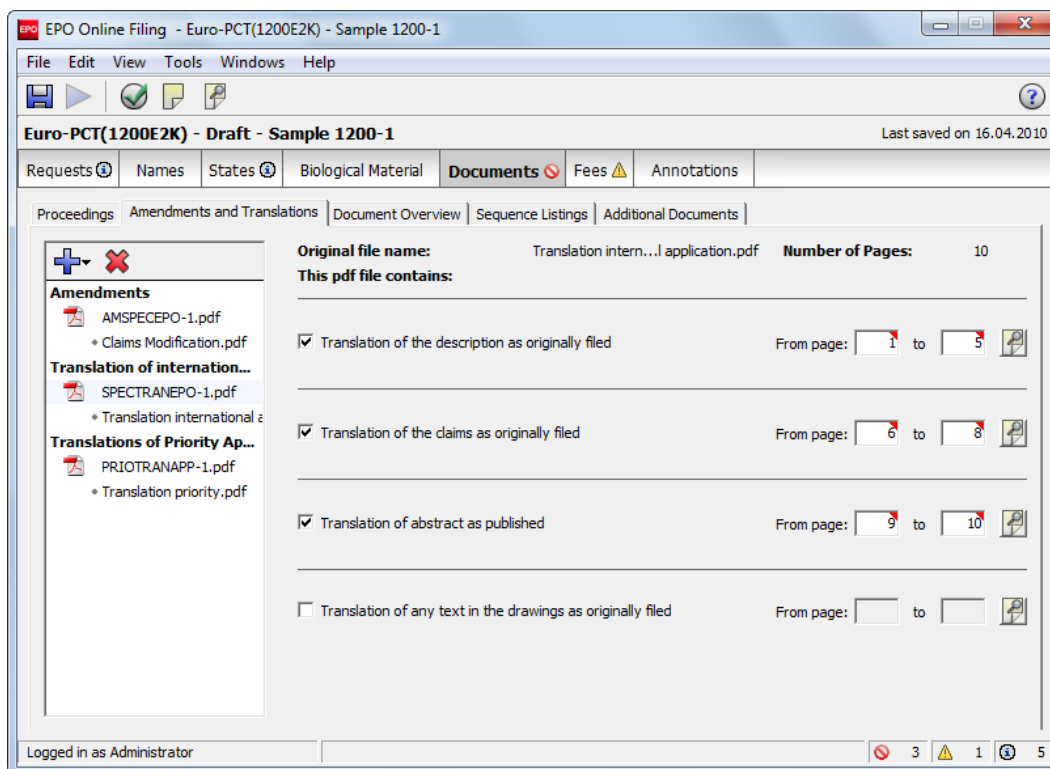 EPO EPO Online Filing - Euro-PCT(1200E2K) - Sample 1200-1
File Edit View Tools Windows Help
Euro-PCT(1200E2K) - Draft - Sample 1200-1 Last saved on 16.04.2010
Requests Names States Biological Material Documents Fees Annotations
Proceedings Amendments and Translations Document Overview Sequence Listings Additional Documents
Original file name: Translation intern...l application.pdf Number of Pages: 10
This pdf file contains:
Amendments
AMSPECEPO-1.pdf
• Claims Modification.pdf
Translation of internation...
SPECTRANEPO-1.pdf
• Translation international a
Translations of Priority Ap...
PRIOTRANAPP-1.pdf
• Translation priority.pdf
Translation of the description as originally filed From page: 1 to 5
Translation of the claims as originally filed From page: 6 to 8
Translation of abstract as published From page: 9 to 10
Translation of any text in the drawings as originally filed From page: to
Logged in as Administrator 3 1 5